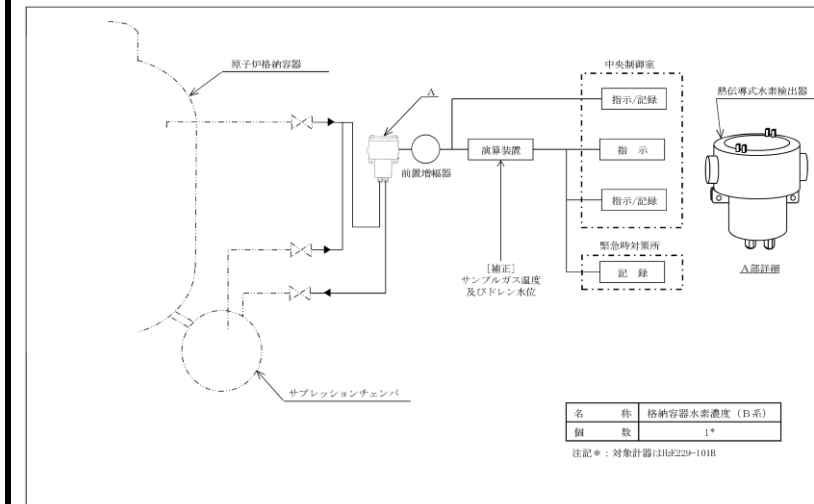 原子炉格納容器
A
中央制御室
指示/記録
熱伝導式水素検出器
前置増幅器
演算装置
指 示
指示/記録
緊急時対策所
記 録
[補正]
サンプルガス温度
及びドレン水位
A部詳細
サプレッションチェンバ
名 称 格納容器水素濃度（B系）
個 数 1*
注記＊：対象計器はH₂E229-101B